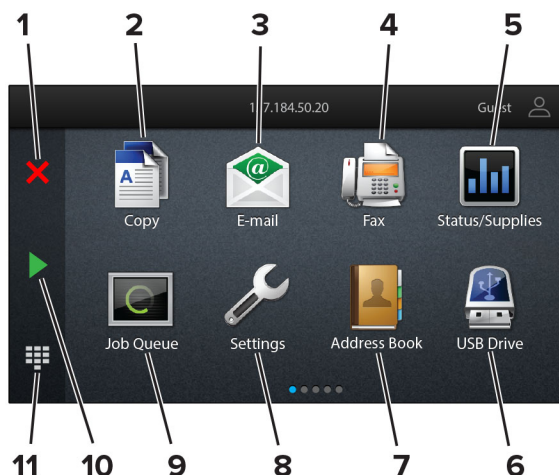 1 2 3 4 5
Guest
A
@
Copy E-mail Fax Status/Supplies
Job Queue Settings Address Book USB Drive
11 10 9 8 7 6